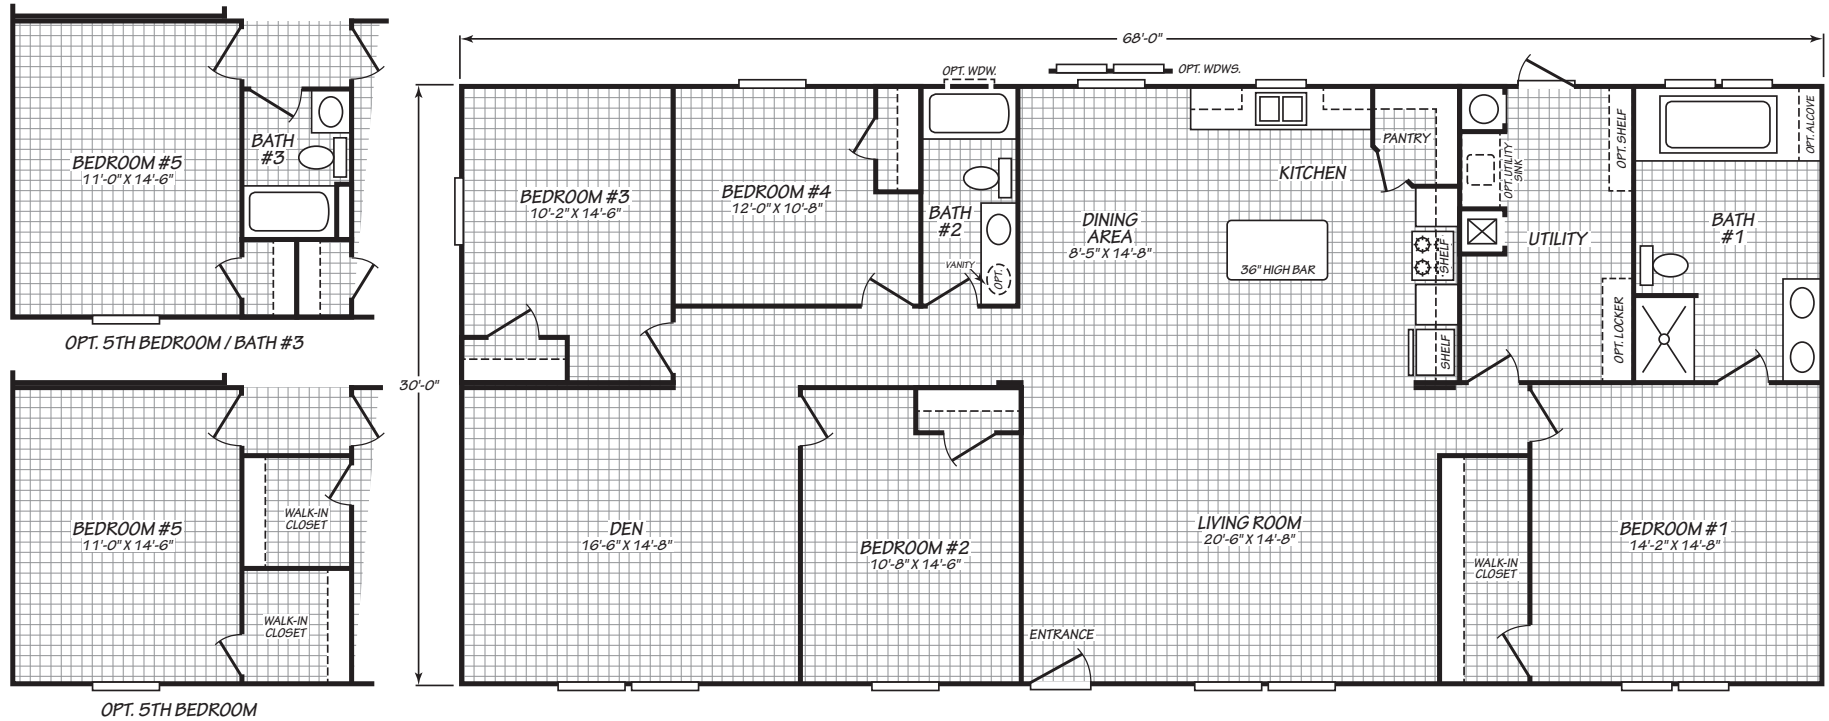 BEDROOM #5
11'-0" X 14'-6"
BATH
#3
OPT. 5TH BEDROOM / BATH #3
BEDROOM #5
11'-0" X 14'-6"
WALK-IN
CLOSET
WALK-IN
CLOSET
OPT. 5TH BEDROOM
68'-0"
30'-0"
OPT. WDW.
OPT. WDWS.
BEDROOM #3
10'-2" X 14'-6"
BEDROOM #4
12'-0" X 10'-8"
BATH
#2
VANITY
OPT.
DINING
AREA
8'-5" X 14'-8"
KITCHEN
PANTRY
36" HIGH BAR
SHELF
SHELF
OPT. UTILITY
SINK
UTILITY
OPT. SHELF
OPT. LOCKER
OPT. ALCOVE
BATH
#1
DEN
16'-6" X 14'-8"
BEDROOM #2
10'-8" X 14'-6"
ENTRANCE
LIVING ROOM
20'-6" X 14'-8"
WALK-IN
CLOSET
BEDROOM #1
14'-2" X 14'-8"